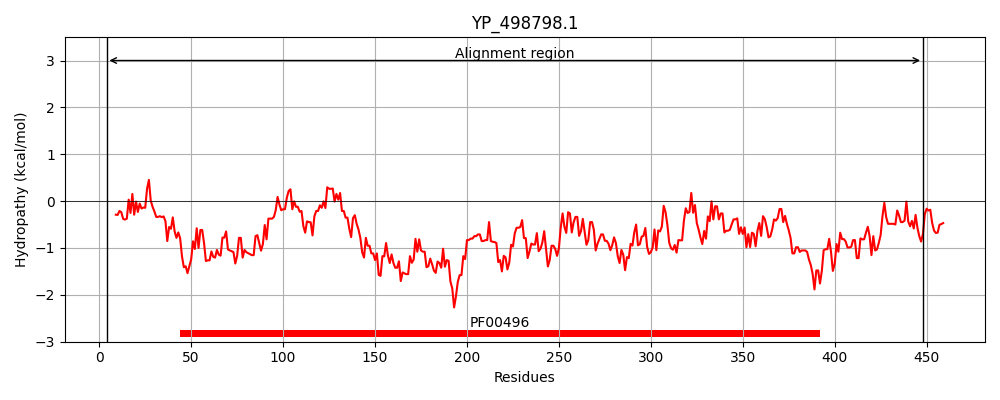 YP_498798.1
Alignment region
3
2
1
0
−1
−2
−3
Hydropathy (kcal/mol)
PF00496
0 50 100 150 200 250 300 350 400 450
Residues